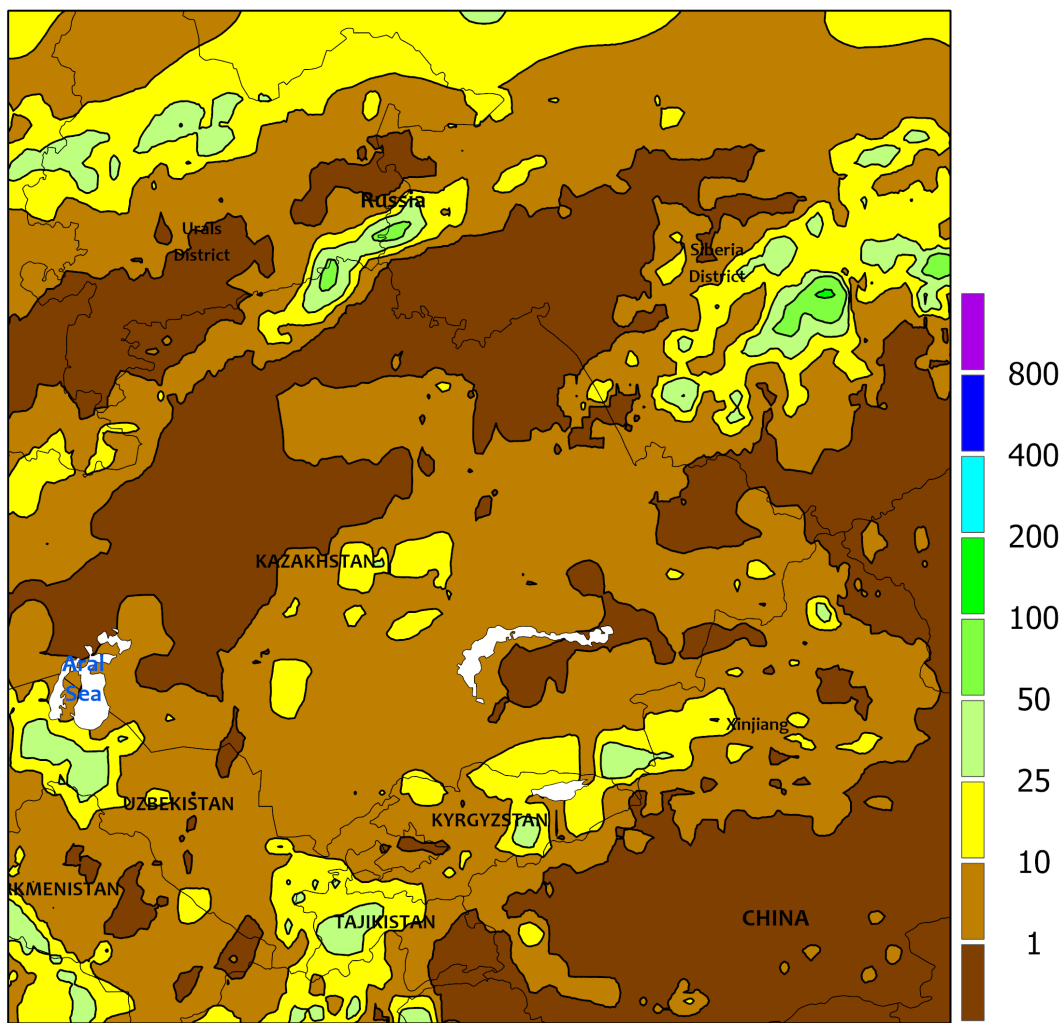 Russia
Urals
District
Siberia
District
800
400
KAZAKHSTAN
200
100
Aral
Sea
50
Xinjiang
25
UZBEKISTAN
KYRGYZSTAN
10
RKMENISTAN
TAJIKISTAN
CHINA
1